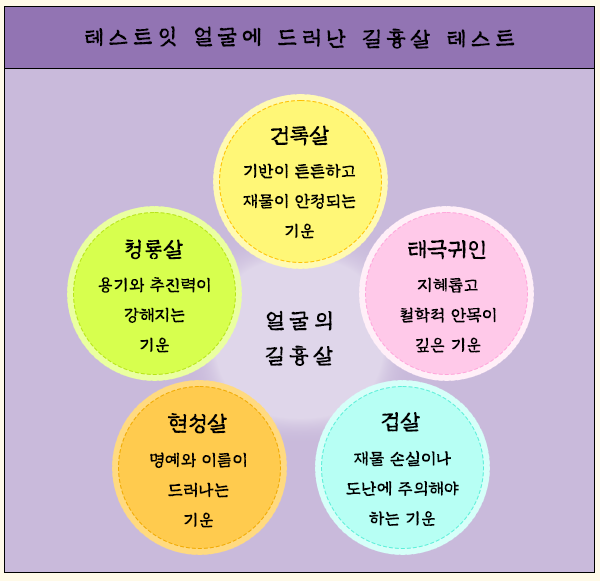 테스트잇 얼굴에 드러난 길흉살 테스트
건록살
기반이 튼튼하고
재물이 안정되는
기운
청룡살
용기와 추진력이
강해지는
기운
태극귀인
지혜롭고
철학적 안목이
깊은 기운
얼굴의
길흉살
현성살
명예와 이름이
드러나는
기운
겁살
재물 손실이나
도난에 주의해야
하는 기운